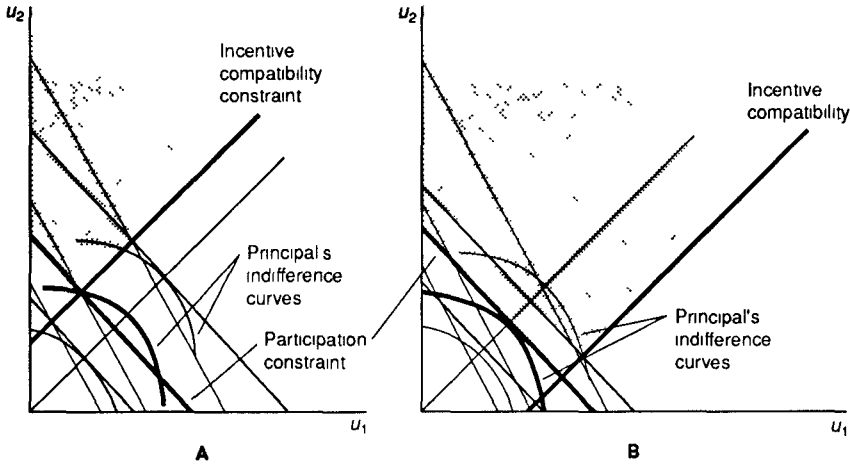 u2
Incentive
compatibility
constraint
Principal s
indifference
curves
Participation
constraint
u1
A
u2
Incentive
compatibility
Principal's
indifference
curves
u1
B